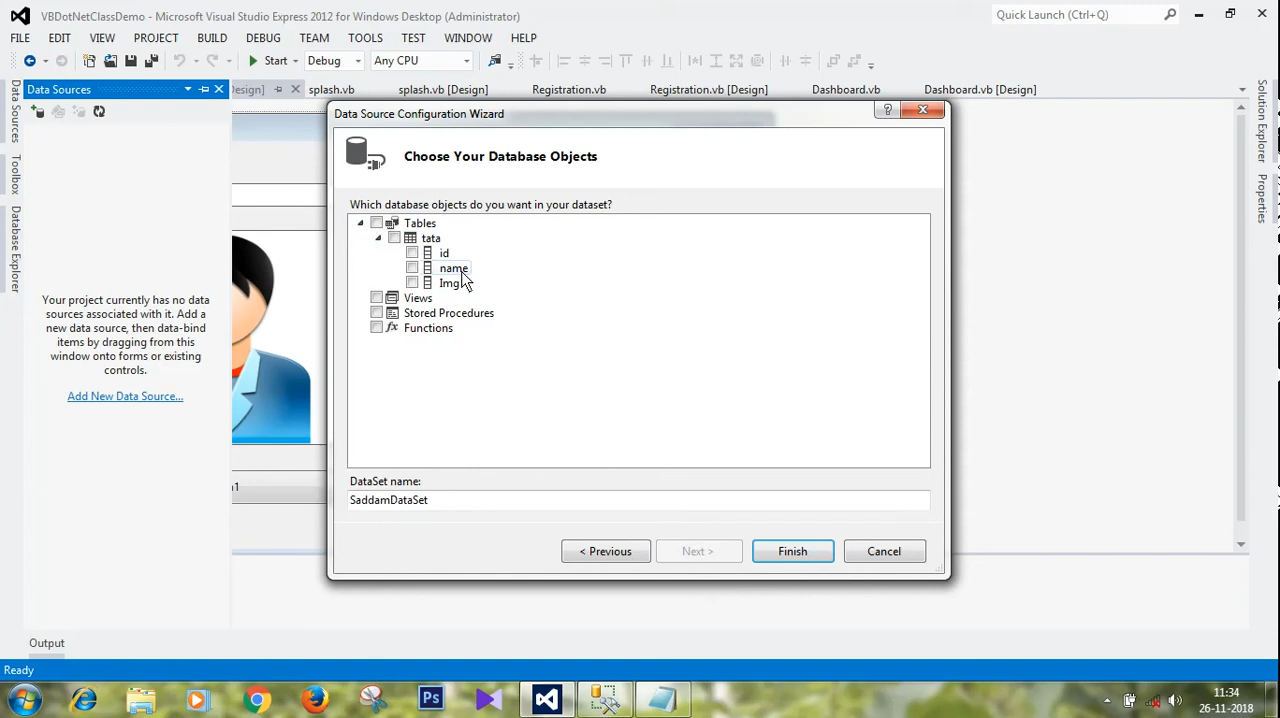 VBDotNetClassDemo - Microsoft Visual Studio Express 2012 for Windows Desktop (Administrator)
Quick Launch (Ctrl+Q)
FILE EDIT VIEW PROJECT BUILD DEBUG TEAM TOOLS TEST WINDOW HELP
Start Debug Any CPU
Data Sources
Design] splash.vb splash.vb [Design] Registration.vb Registration.vb [Design] Dashboard.vb Dashboard.vb [Design]
Data Sources
Toolbox
Database Explorer
Your project currently has no data
sources associated with it. Add a
new data source, then data-bind
items by dragging from this
window onto forms or existing
controls.
Add New Data Source...
Data Source Configuration Wizard
?
Choose Your Database Objects
Which database objects do you want in your dataset?
Tables
tata
id
name
Img
Views
Stored Procedures
fx Functions
DataSet name:
SaddamDataSet
< Previous Next > Finish Cancel
Solution Explorer
Properties
Output
Ready
Ps
11:34
26-11-2018